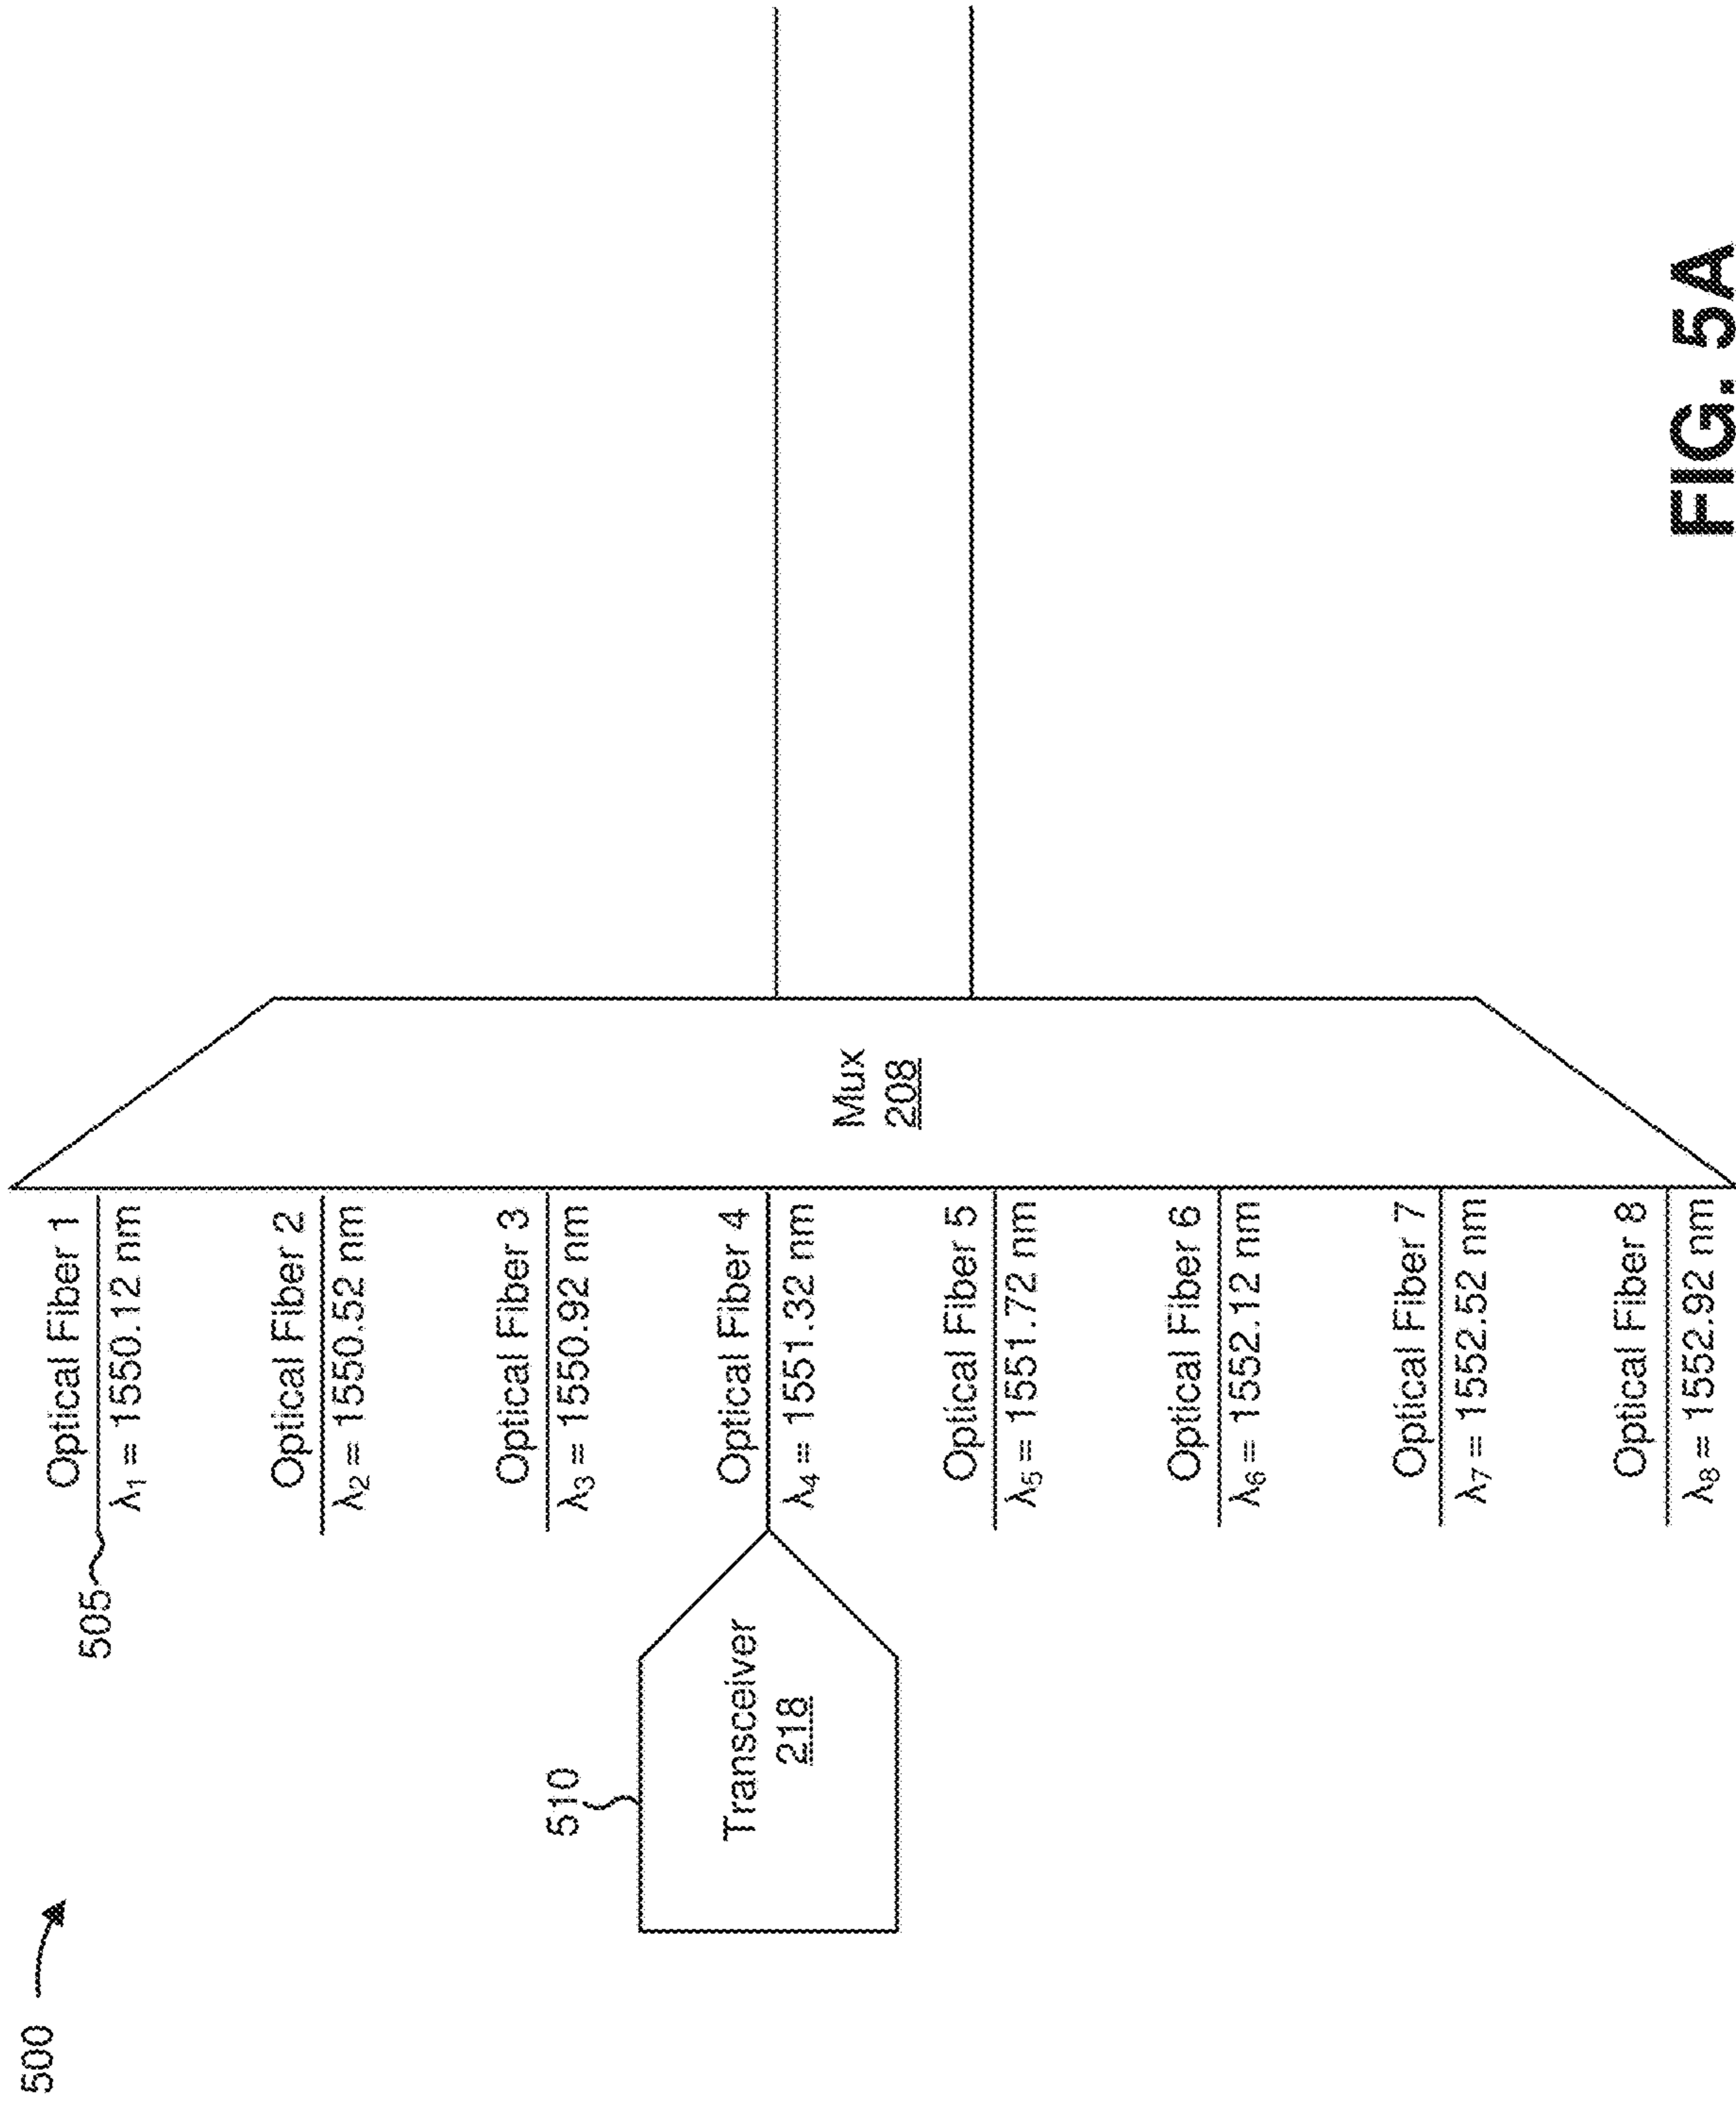 500
505
Optical Fiber 1
λ₁ = 1550.12 nm
Optical Fiber 2
λ₂ = 1550.52 nm
Optical Fiber 3
λ₃ = 1550.92 nm
510
Transceiver
218
Optical Fiber 4
λ₄ = 1551.32 nm
Mux
208
Optical Fiber 5
λ₅ = 1551.72 nm
Optical Fiber 6
λ₆ = 1552.12 nm
Optical Fiber 7
λ₇ = 1552.52 nm
Optical Fiber 8
λ₈ = 1552.92 nm
FIG. 5A